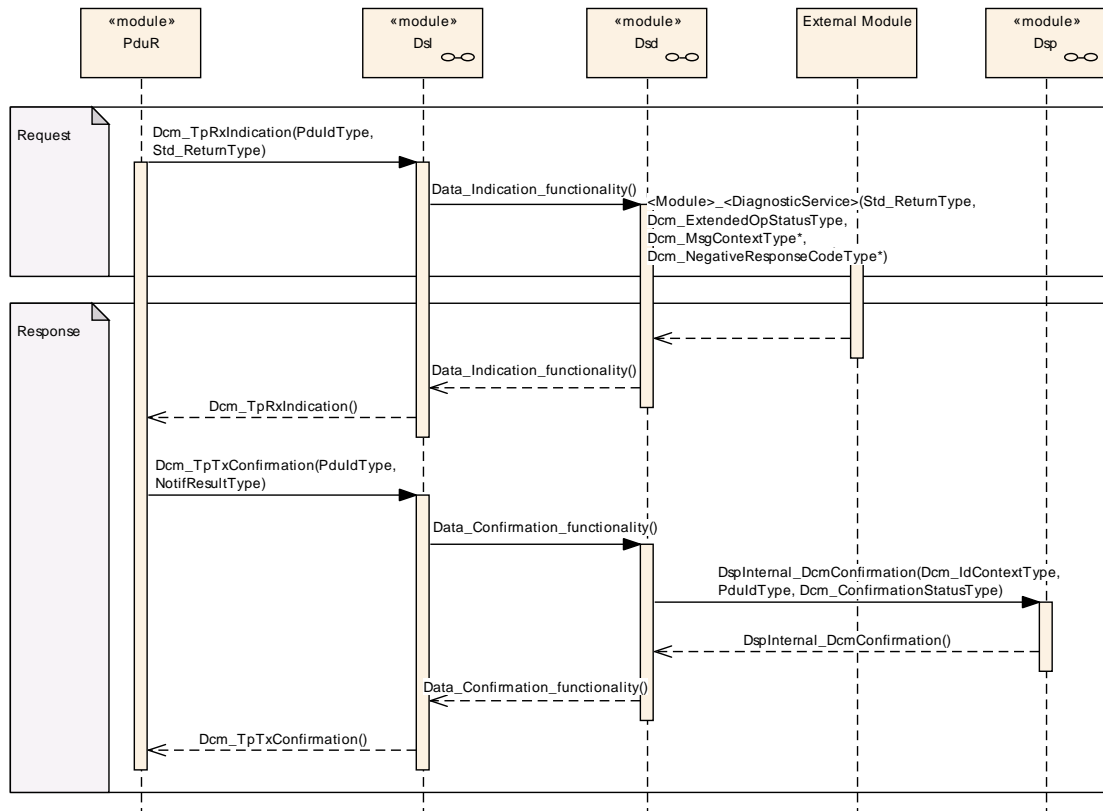 «module»
PduR
«module»
Dsl
«module»
Dsd
External Module
«module»
Dsp
Request
Dcm_TpRxIndication(PduIdType,
Std_ReturnType)
Data_Indication_functionality()
<Module>_<DiagnosticService>(Std_ReturnType,
Dcm_ExtendedOpStatusType,
Dcm_MsgContextType*,
Dcm_NegativeResponseCodeType*)
Response
Data_Indication_functionality()
Dcm_TpRxIndication()
Dcm_TpTxConfirmation(PduIdType,
NotifResultType)
Data_Confirmation_functionality()
DspInternal_DcmConfirmation(Dcm_IdContextType,
PduIdType, Dcm_ConfirmationStatusType)
DspInternal_DcmConfirmation()
Data_Confirmation_functionality()
Dcm_TpTxConfirmation()